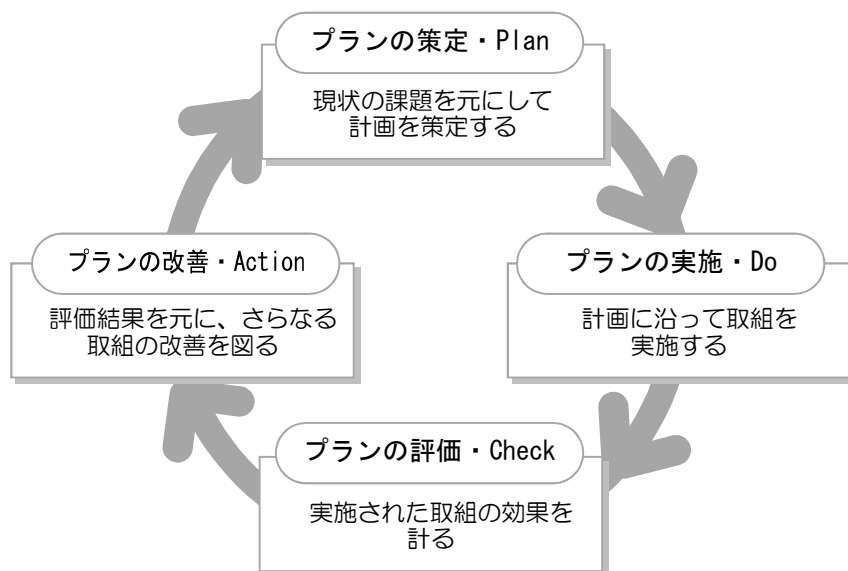 プランの策定・Plan
現状の課題を元にして
計画を策定する
プランの改善・Action
評価結果を元に、さらなる
取組の改善を図る
プランの実施・Do
計画に沿って取組を
実施する
プランの評価・Check
実施された取組の効果を
計る